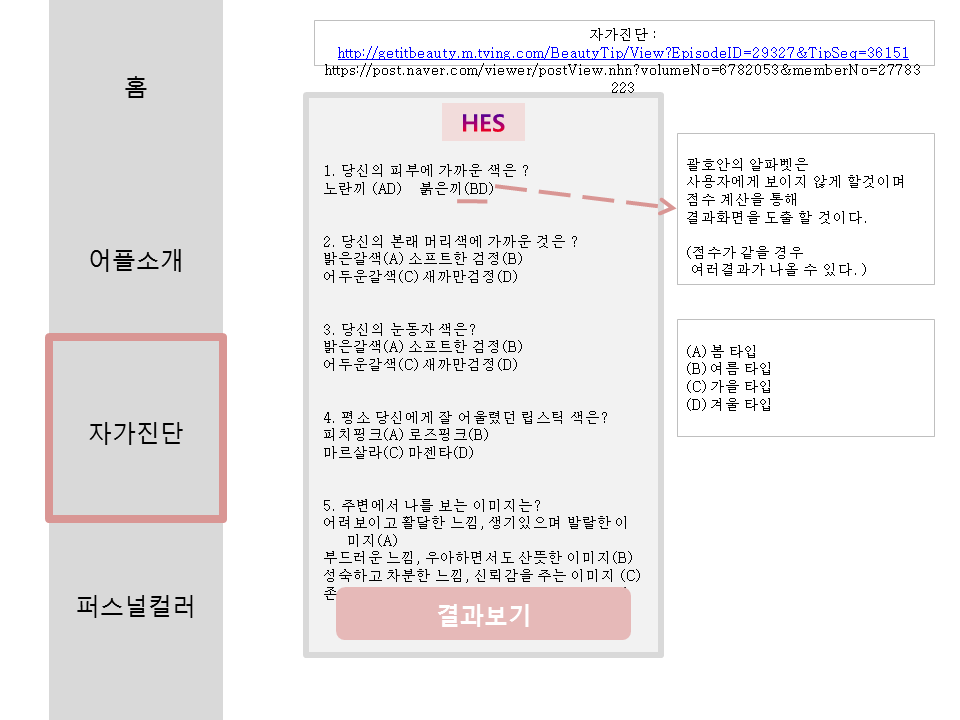 홈
어플소개
자가진단
퍼스널컬러
자가진단 :
http://getitbeauty.m.tving.com/BeautyTip/View?EpisodeID=29327&TipSeq=36151
https://post.naver.com/viewer/postView.nhn?volumeNo=6782053&memberNo=27783
223
HES
1. 당신의 피부에 가까운 색은 ?
노란끼 (AD) 붉은끼(BD)
2. 당신의 본래 머리색에 가까운 것은 ?
밝은갈색(A) 소프트한 검정(B)
어두운갈색(C) 새까만검정(D)
3. 당신의 눈동자 색은?
밝은갈색(A) 소프트한 검정(B)
어두운갈색(C) 새까만검정(D)
4. 평소 당신에게 잘 어울렸던 립스틱 색은?
피치핑크(A) 로즈핑크(B)
마르살라(C) 마젠타(D)
5. 주변에서 나를 보는 이미지는?
어려보이고 활달한 느낌, 생기있으며 발랄한 이
미지(A)
부드러운 느낌, 우아하면서도 산뜻한 이미지(B)
성숙하고 차분한 느낌, 신뢰감을 주는 이미지 (C)
존
결과보기
괄호안의 알파벳은
사용자에게 보이지 않게 할것이며
점수 계산을 통해
결과화면을 도출 할 것이다.
(점수가 같을 경우
여러결과가 나올 수 있다. )
(A) 봄 타입
(B) 여름 타입
(C) 가을 타입
(D) 겨울 타입